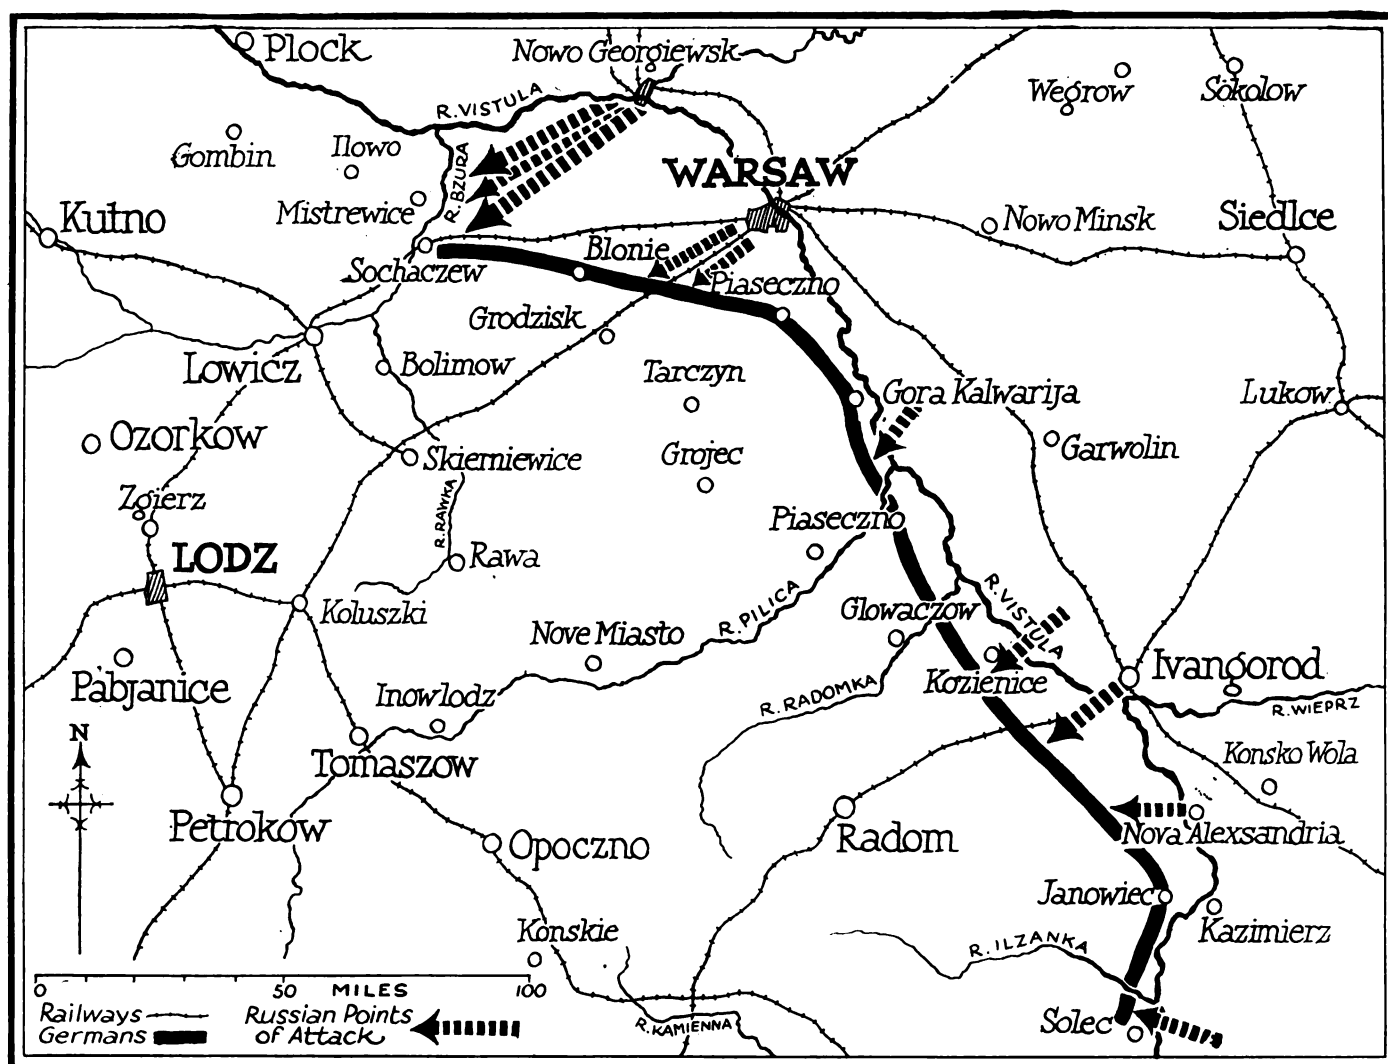 Plock
Nowo Georgiewsk
Wegrow
Sokolow
R. VISTULA
Gombin
Ilowo
R. BZURA
WARSAW
Mistrewice
Kutno
Nowo Minsk
Siedlce
Sochaczew
Blonie
Piaseczno
Grodzisk
Lowicz
Bolimow
Tarczyn
Gora Kalwarija
Lukow
Ozorkow
Skierniewice
Grojec
Garwolin
Zgierz
R. RAWKA
Piaseczno
LODZ
Rawa
Koluszki
R. PILICA
Glowaczow
R. VISTULA
Nove Miasto
Pabjanice
Inowlodz
Kozienice
Ivangorod
R. RADOMKA
R. WIEPRZ
N
Tomaszow
Konsko Wola
Petrokow
Opoczno
Radom
Nova Alexsandria
Janowiec
Konskie
Kazimierz
R. ILZANKA
0 50 MILES 100
Railways
Germans
Russian Points
of Attack
R. KAMIENNA
Solec